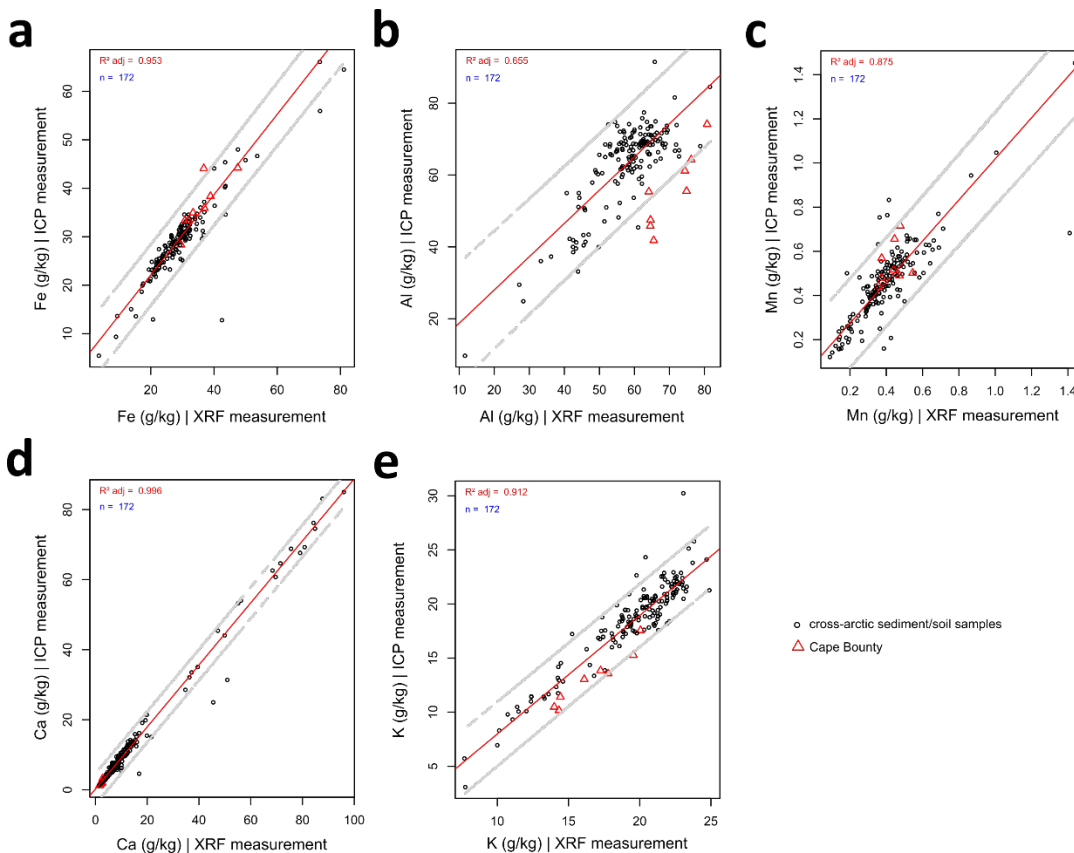 a
R² adj = 0.953
n = 172
60
50
40
30
20
10
Fe (g/kg) | ICP measurement
20 40 60 80
Fe (g/kg) | XRF measurement
b
R² adj = 0.655
n = 172
80
60
40
20
Al (g/kg) | ICP measurement
10 20 30 40 50 60 70 80
Al (g/kg) | XRF measurement
c
R² adj = 0.875
n = 172
1.4
1.2
1.0
0.8
0.6
0.4
0.2
Mn (g/kg) | ICP measurement
0.2 0.4 0.6 0.8 1.0 1.2 1.4
Mn (g/kg) | XRF measurement
d
R² adj = 0.996
n = 172
80
60
40
20
0
Ca (g/kg) | ICP measurement
0 20 40 60 80 100
Ca (g/kg) | XRF measurement
e
R² adj = 0.912
n = 172
30
25
20
15
10
5
K (g/kg) | ICP measurement
10 15 20 25
K (g/kg) | XRF measurement
cross-arctic sediment/soil samples
Cape Bounty